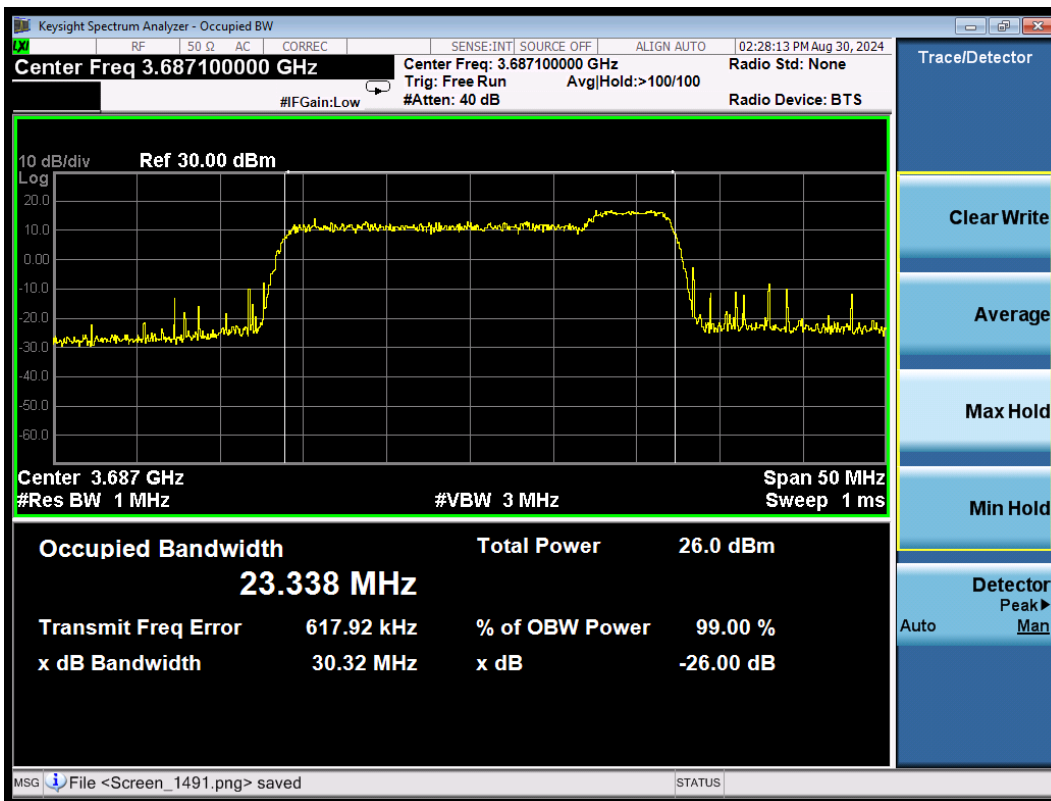 Keysight Spectrum Analyzer - Occupied BW
LXI RF 50 Ω AC CORREC SENSE:INT SOURCE OFF ALIGN AUTO 02:28:13 PM Aug 30, 2024
Center Freq 3.687100000 GHz
Center Freq: 3.687100000 GHz
Radio Std: None
Trig: Free Run Avg|Hold:>100/100
#IFGain:Low
#Atten: 40 dB
Radio Device: BTS
10 dB/div Ref 30.00 dBm
Log
20.0
10.0
0.00
-10.0
-20.0
-30.0
-40.0
-50.0
-60.0
Center 3.687 GHz Span 50 MHz
#Res BW 1 MHz #VBW 3 MHz Sweep 1 ms
Occupied Bandwidth Total Power 26.0 dBm
23.338 MHz
Transmit Freq Error 617.92 kHz % of OBW Power 99.00 %
x dB Bandwidth 30.32 MHz x dB -26.00 dB
MSG File <Screen_1491.png> saved STATUS
Trace/Detector
Clear Write
Average
Max Hold
Min Hold
Detector
Peak▶
Auto Man